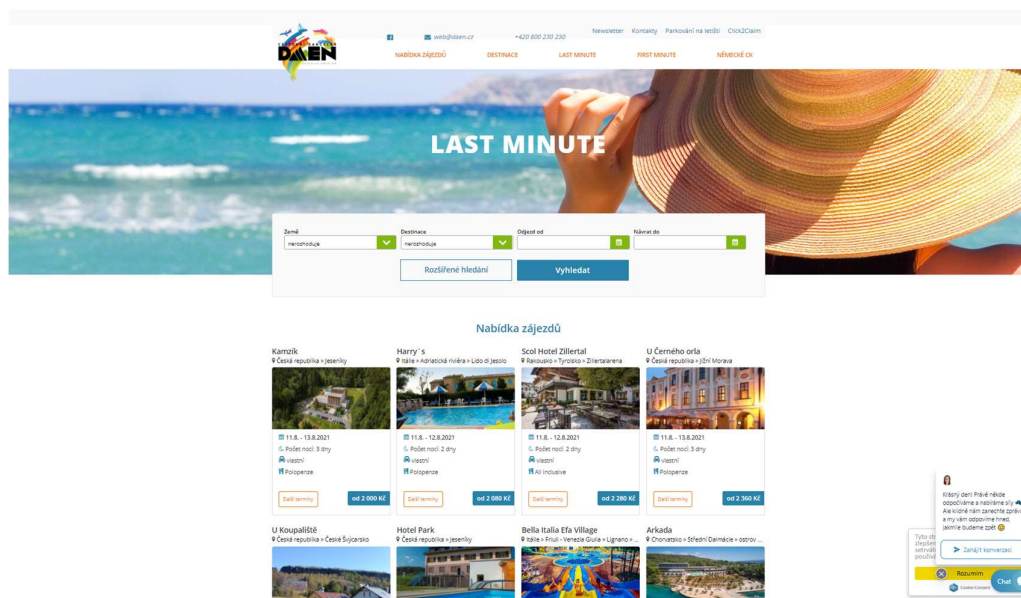 DAEN
web@daen.cz
+420 800 230 230
Newsletter Kontakty Parkování na letišti Click2Claim
NABÍDKA ZÁJEZDŮ DESTINACE LAST MINUTE FIRST MINUTE NĚMECKÉ CK
LAST MINUTE
Země Destinace Odjezd od Návrat do
nerozhoduje nerozhoduje
Rozšířené hledání Vyhledat
Nabídka zájezdů
Kamzík
Česká republika » Jeseníky
11.8. - 13.8.2021
Počet nocí: 3 dny
vlastní
Polopenze
Další termíny od 2 000 Kč
Harry´s
Itálie » Adriatická riviéra » Lido di Jesolo
11.8. - 12.8.2021
Počet nocí: 2 dny
vlastní
Polopenze
Další termíny od 2 080 Kč
Scol Hotel Zillertal
Rakousko » Tyrolsko » Zillertalarena
11.8. - 12.8.2021
Počet nocí: 2 dny
vlastní
All inclusive
Další termíny od 2 280 Kč
U Černého orla
Česká republika » Jižní Morava
11.8. - 13.8.2021
Počet nocí: 3 dny
vlastní
Polopenze
Další termíny od 2 360 Kč
U Koupaliště
Česká republika » České Švýcarsko
Hotel Park
Česká republika » Jeseníky
Bella Italia Efa Village
Itálie » Friuli - Venezia Giulia » Lignano » ...
Arkada
Chorvatsko » Střední Dalmácie » ostrov ...
Krásný den! Právě někde
odpočíváme a nabíráme síly
Ale klidně nám zanechte zprávu
a my vám odpovíme hned,
jakmile budeme zpět
Zahájit konverzaci
Rozumím
Cookie Consent
Chat